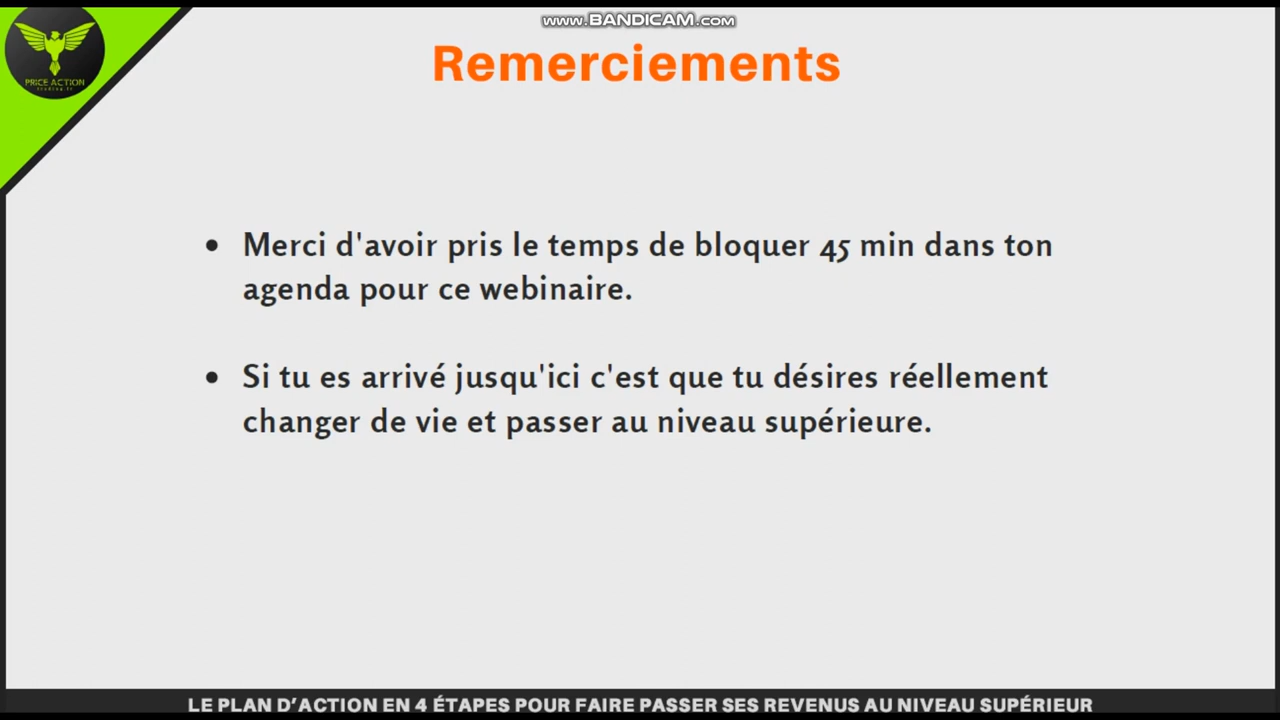 www.BANDICAM.com
Remerciements
PRICE ACTION
trading.fr
• Merci d'avoir pris le temps de bloquer 45 min dans ton
agenda pour ce webinaire.
• Si tu es arrivé jusqu'ici c'est que tu désires réellement
changer de vie et passer au niveau supérieure.
LE PLAN D'ACTION EN 4 ÉTAPES POUR FAIRE PASSER SES REVENUS AU NIVEAU SUPÉRIEUR